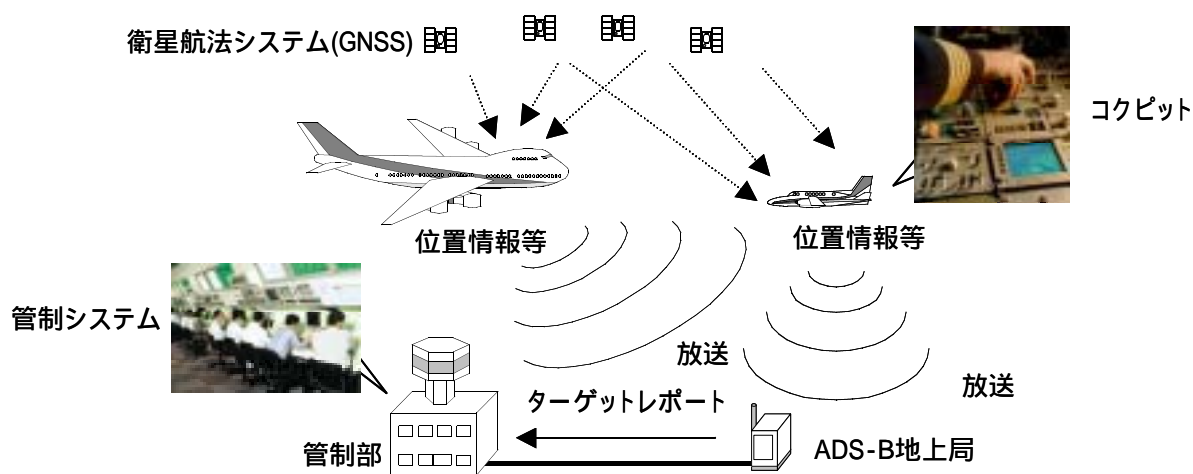 衛星航法システム(GNSS)
コクピット
位置情報等
位置情報等
管制システム
放送
放送
ターゲットレポート
管制部
ADS-B地上局